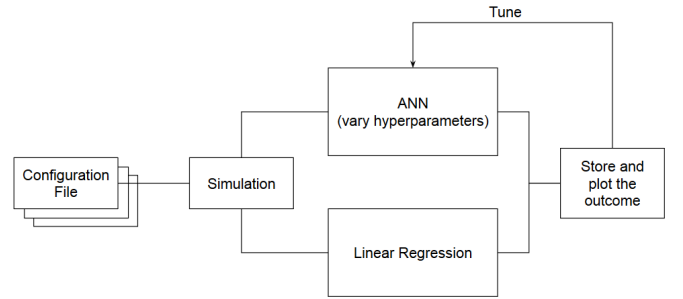 Tune
ANN
(vary hyperparameters)
Configuration
File
Simulation
Store and
plot the
outcome
Linear Regression